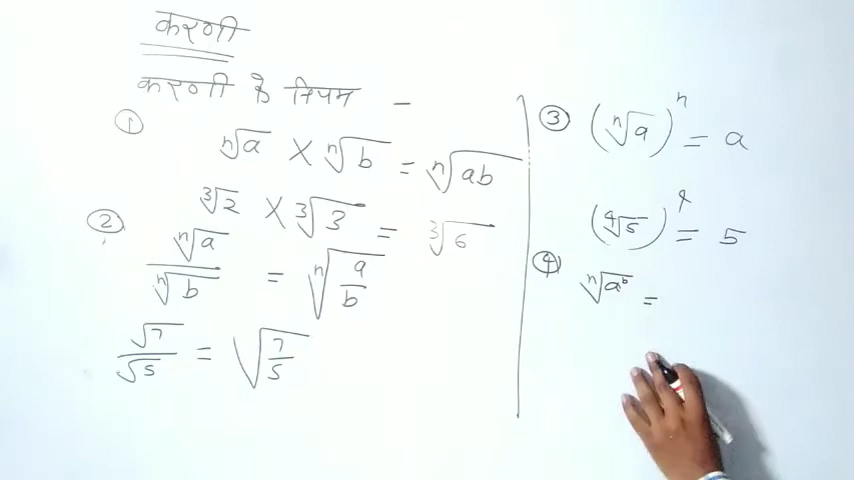 करणी
करणी के नियम –
① ⁿ√a × ⁿ√b = ⁿ√ab
³√2 × ³√3 = ³√6
② ⁿ√a / ⁿ√b = ⁿ√(a/b)
√7 / √5 = √(7/5)
③ (ⁿ√a)ⁿ = a
(⁴√5)⁴ = 5
④ ⁿ√aᵇ =